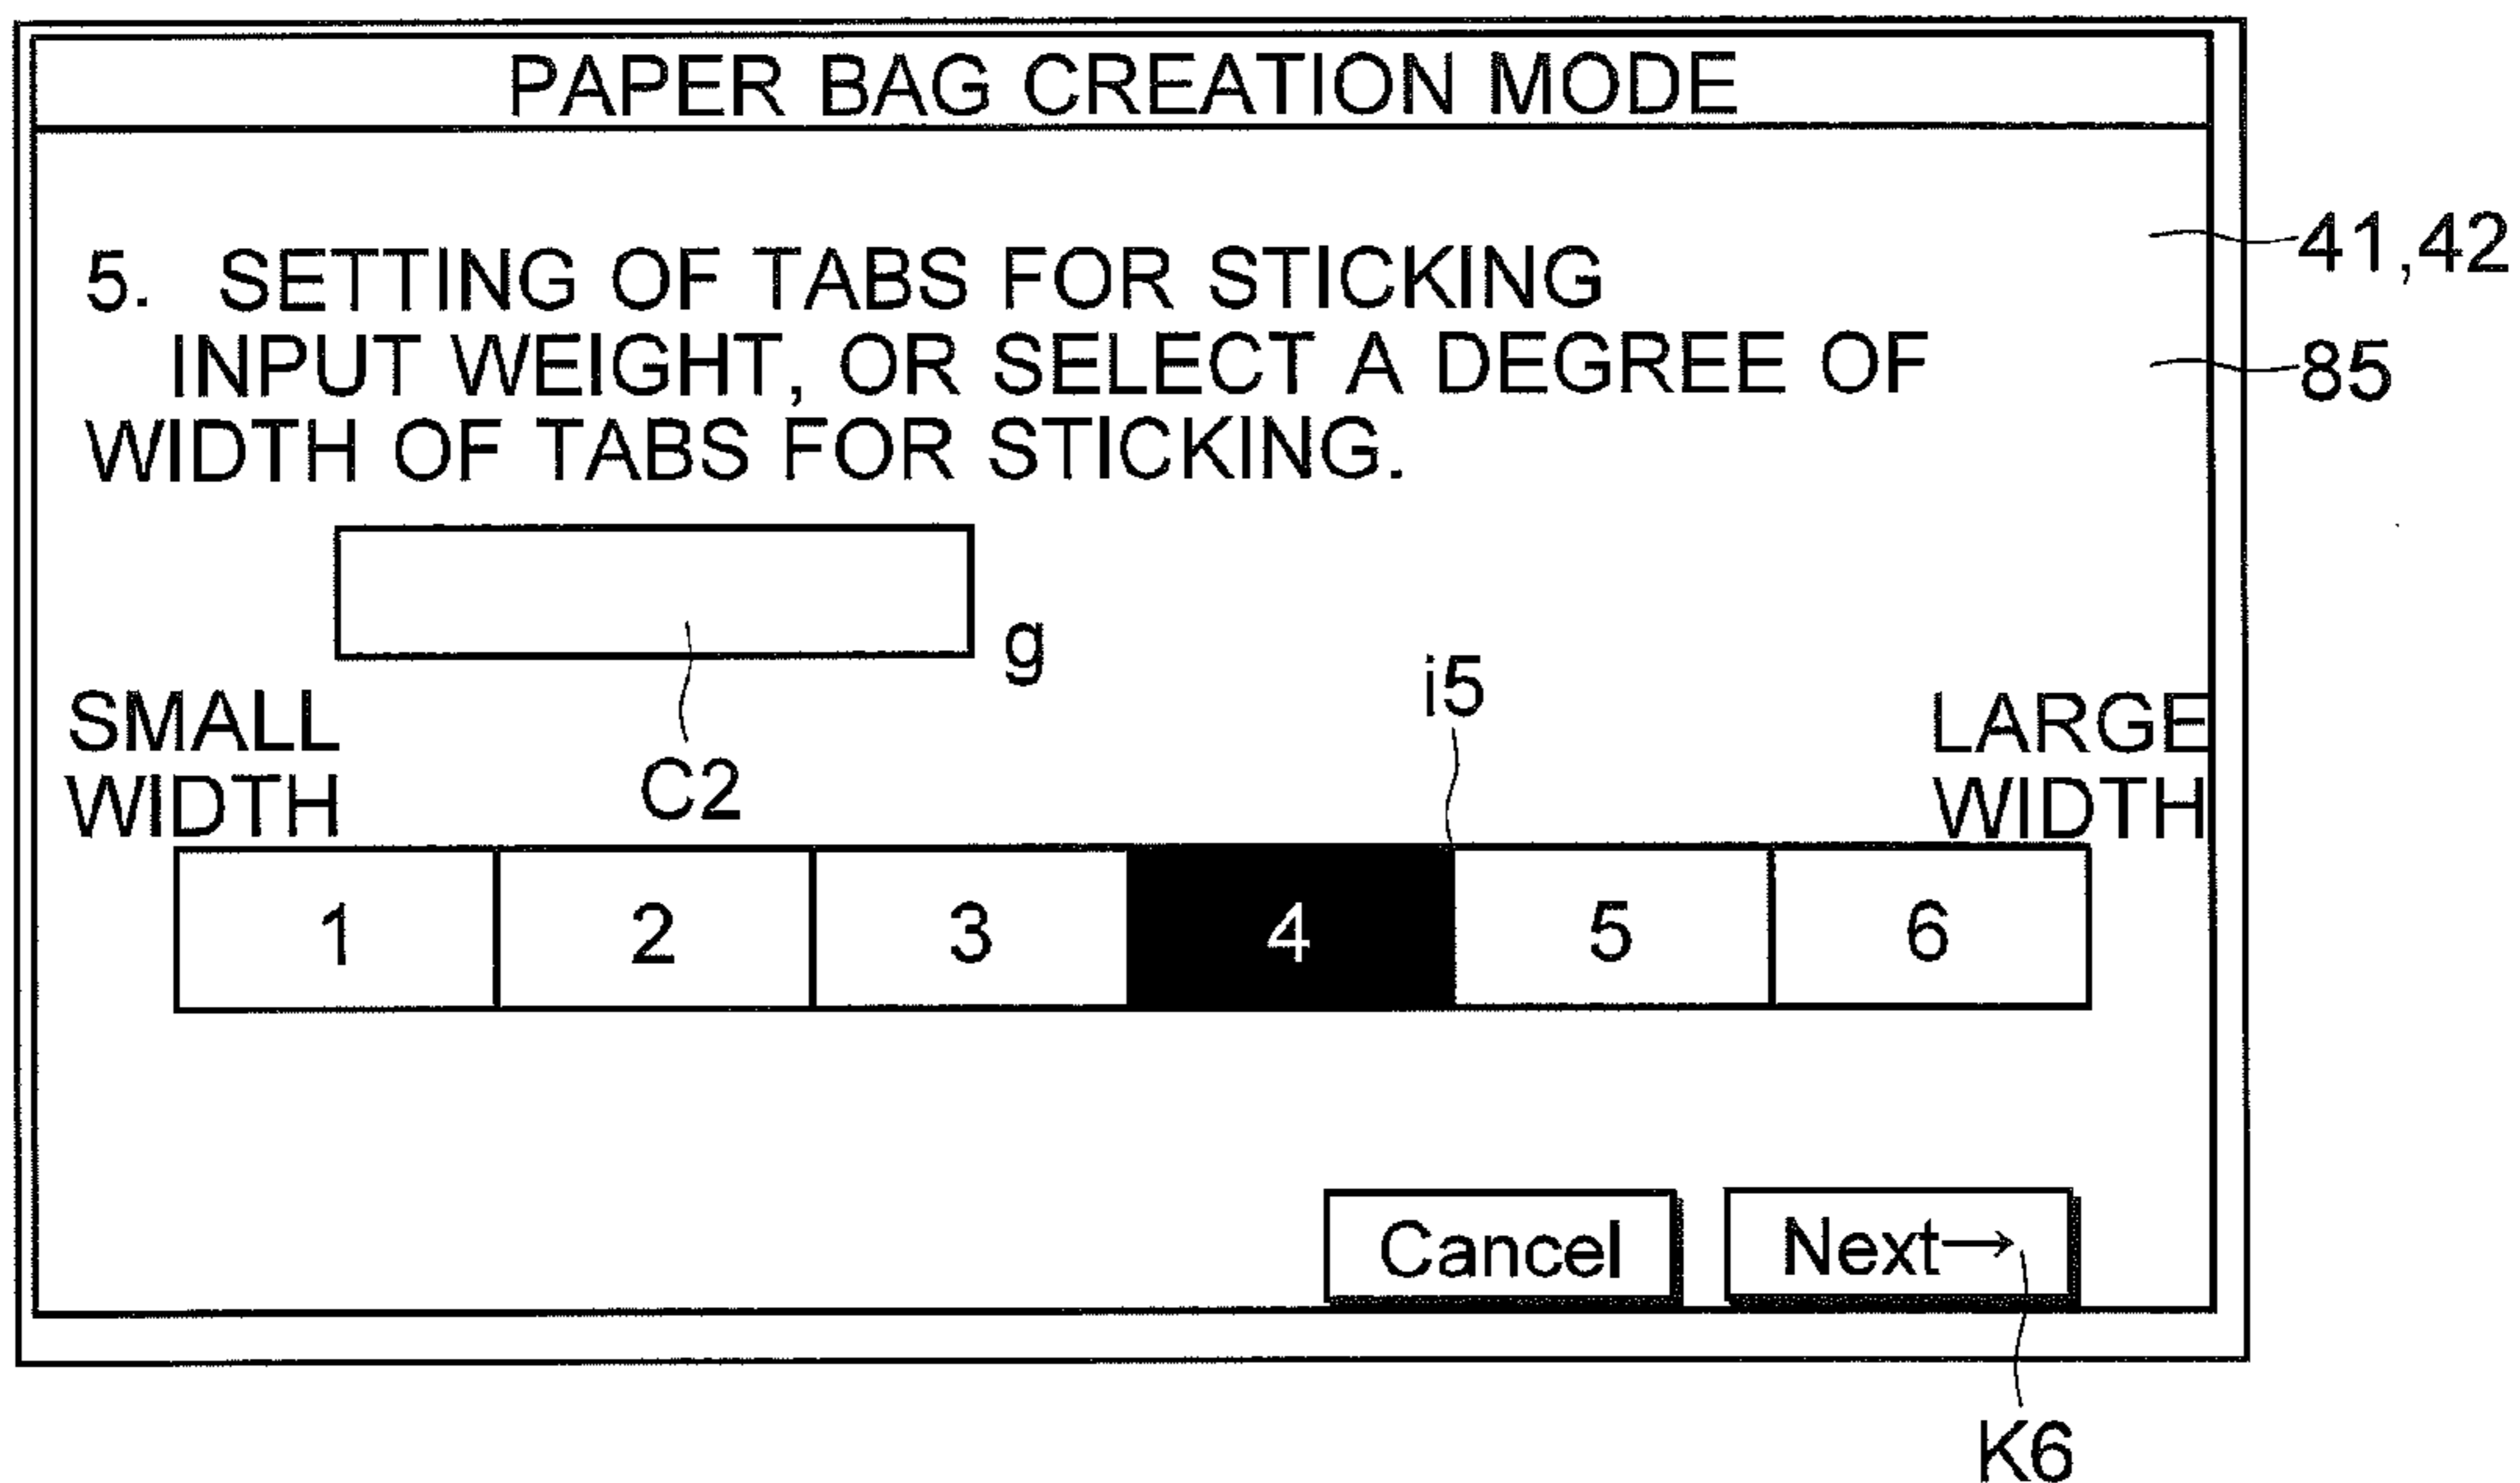 PAPER BAG CREATION MODE
41,42
5. SETTING OF TABS FOR STICKING
INPUT WEIGHT, OR SELECT A DEGREE OF
85
WIDTH OF TABS FOR STICKING.
g
C2
i5
SMALL
WIDTH
LARGE
WIDTH
1 2 3 4 5 6
Cancel Next→
K6